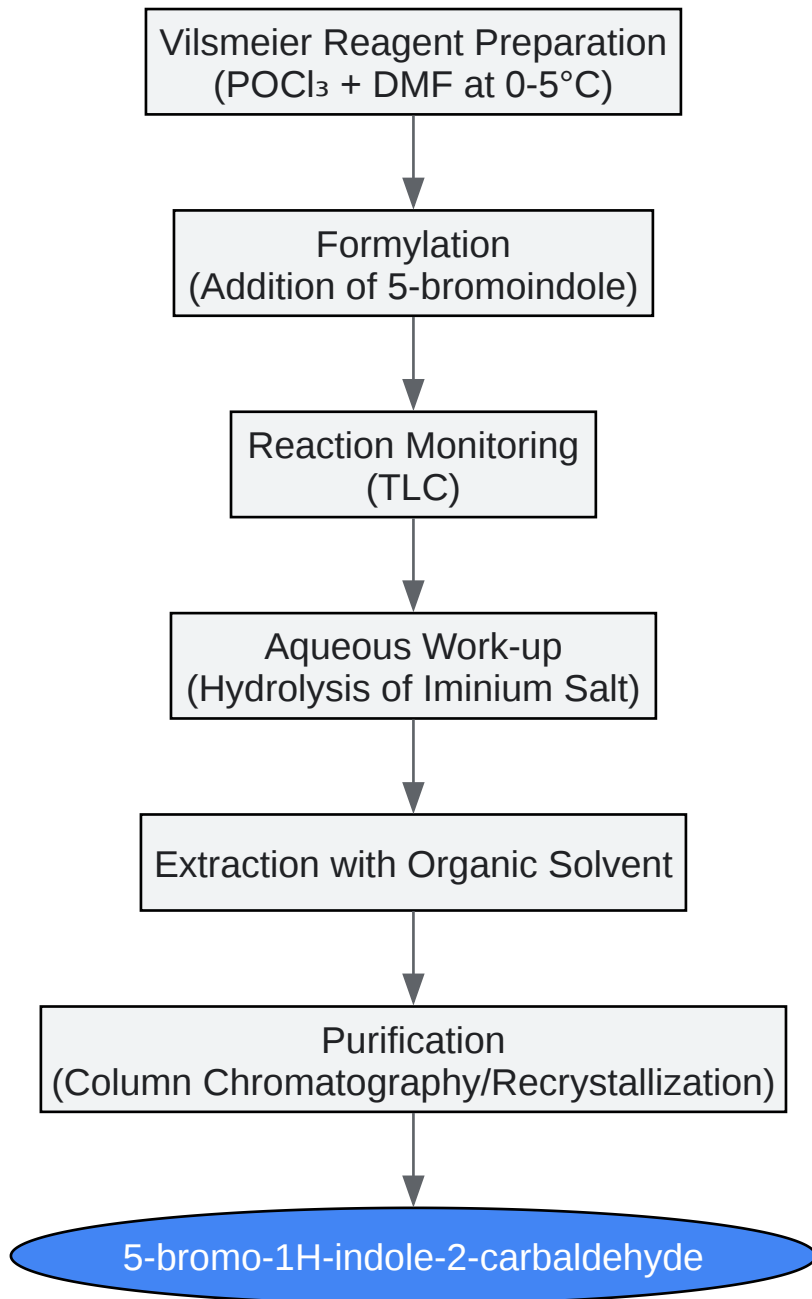 Vilsmeier Reagent Preparation
(POCl₃ + DMF at 0-5°C)
Formylation
(Addition of 5-bromoindole)
Reaction Monitoring
(TLC)
Aqueous Work-up
(Hydrolysis of Iminium Salt)
Extraction with Organic Solvent
Purification
(Column Chromatography/Recrystallization)
5-bromo-1H-indole-2-carbaldehyde